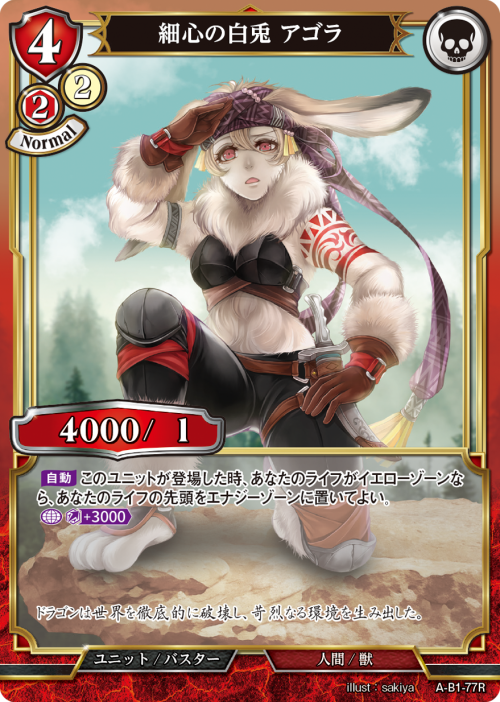 4
細心の白兎 アゴラ
2
2
Normal
4000/ 1
自動 このユニットが登場した時、あなたのライフがイエローゾーンな
ら、あなたのライフの先頭をエナジーゾーンに置いてよい。
+3000
ドラゴンは世界を徹底的に破壊し、苛烈なる環境を生み出した。
ユニット / バスター
人間 / 獣
illust : sakiya
A-B1-77R